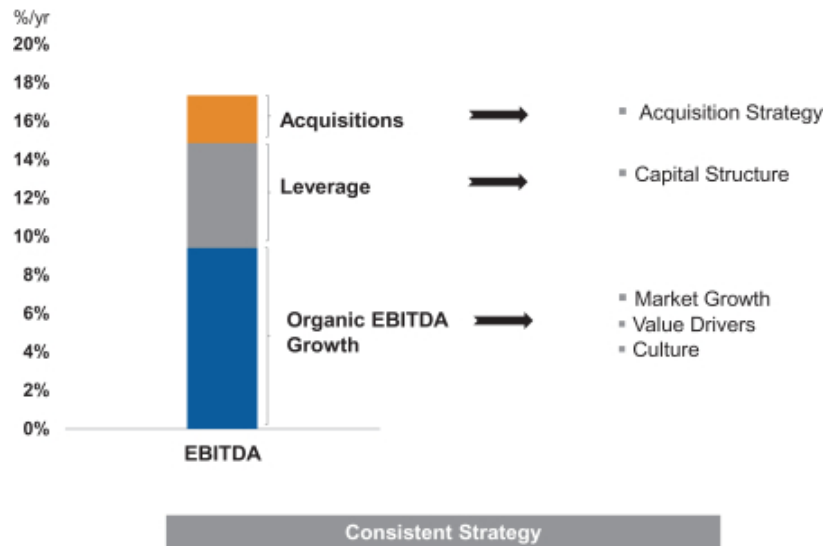 %/yr
20%
18%
16%
14%
12%
10%
8%
6%
4%
2%
0%
EBITDA
Acquisitions
Leverage
Organic EBITDA
Growth
▪ Acquisition Strategy
▪ Capital Structure
▪ Market Growth
▪ Value Drivers
▪ Culture
Consistent Strategy